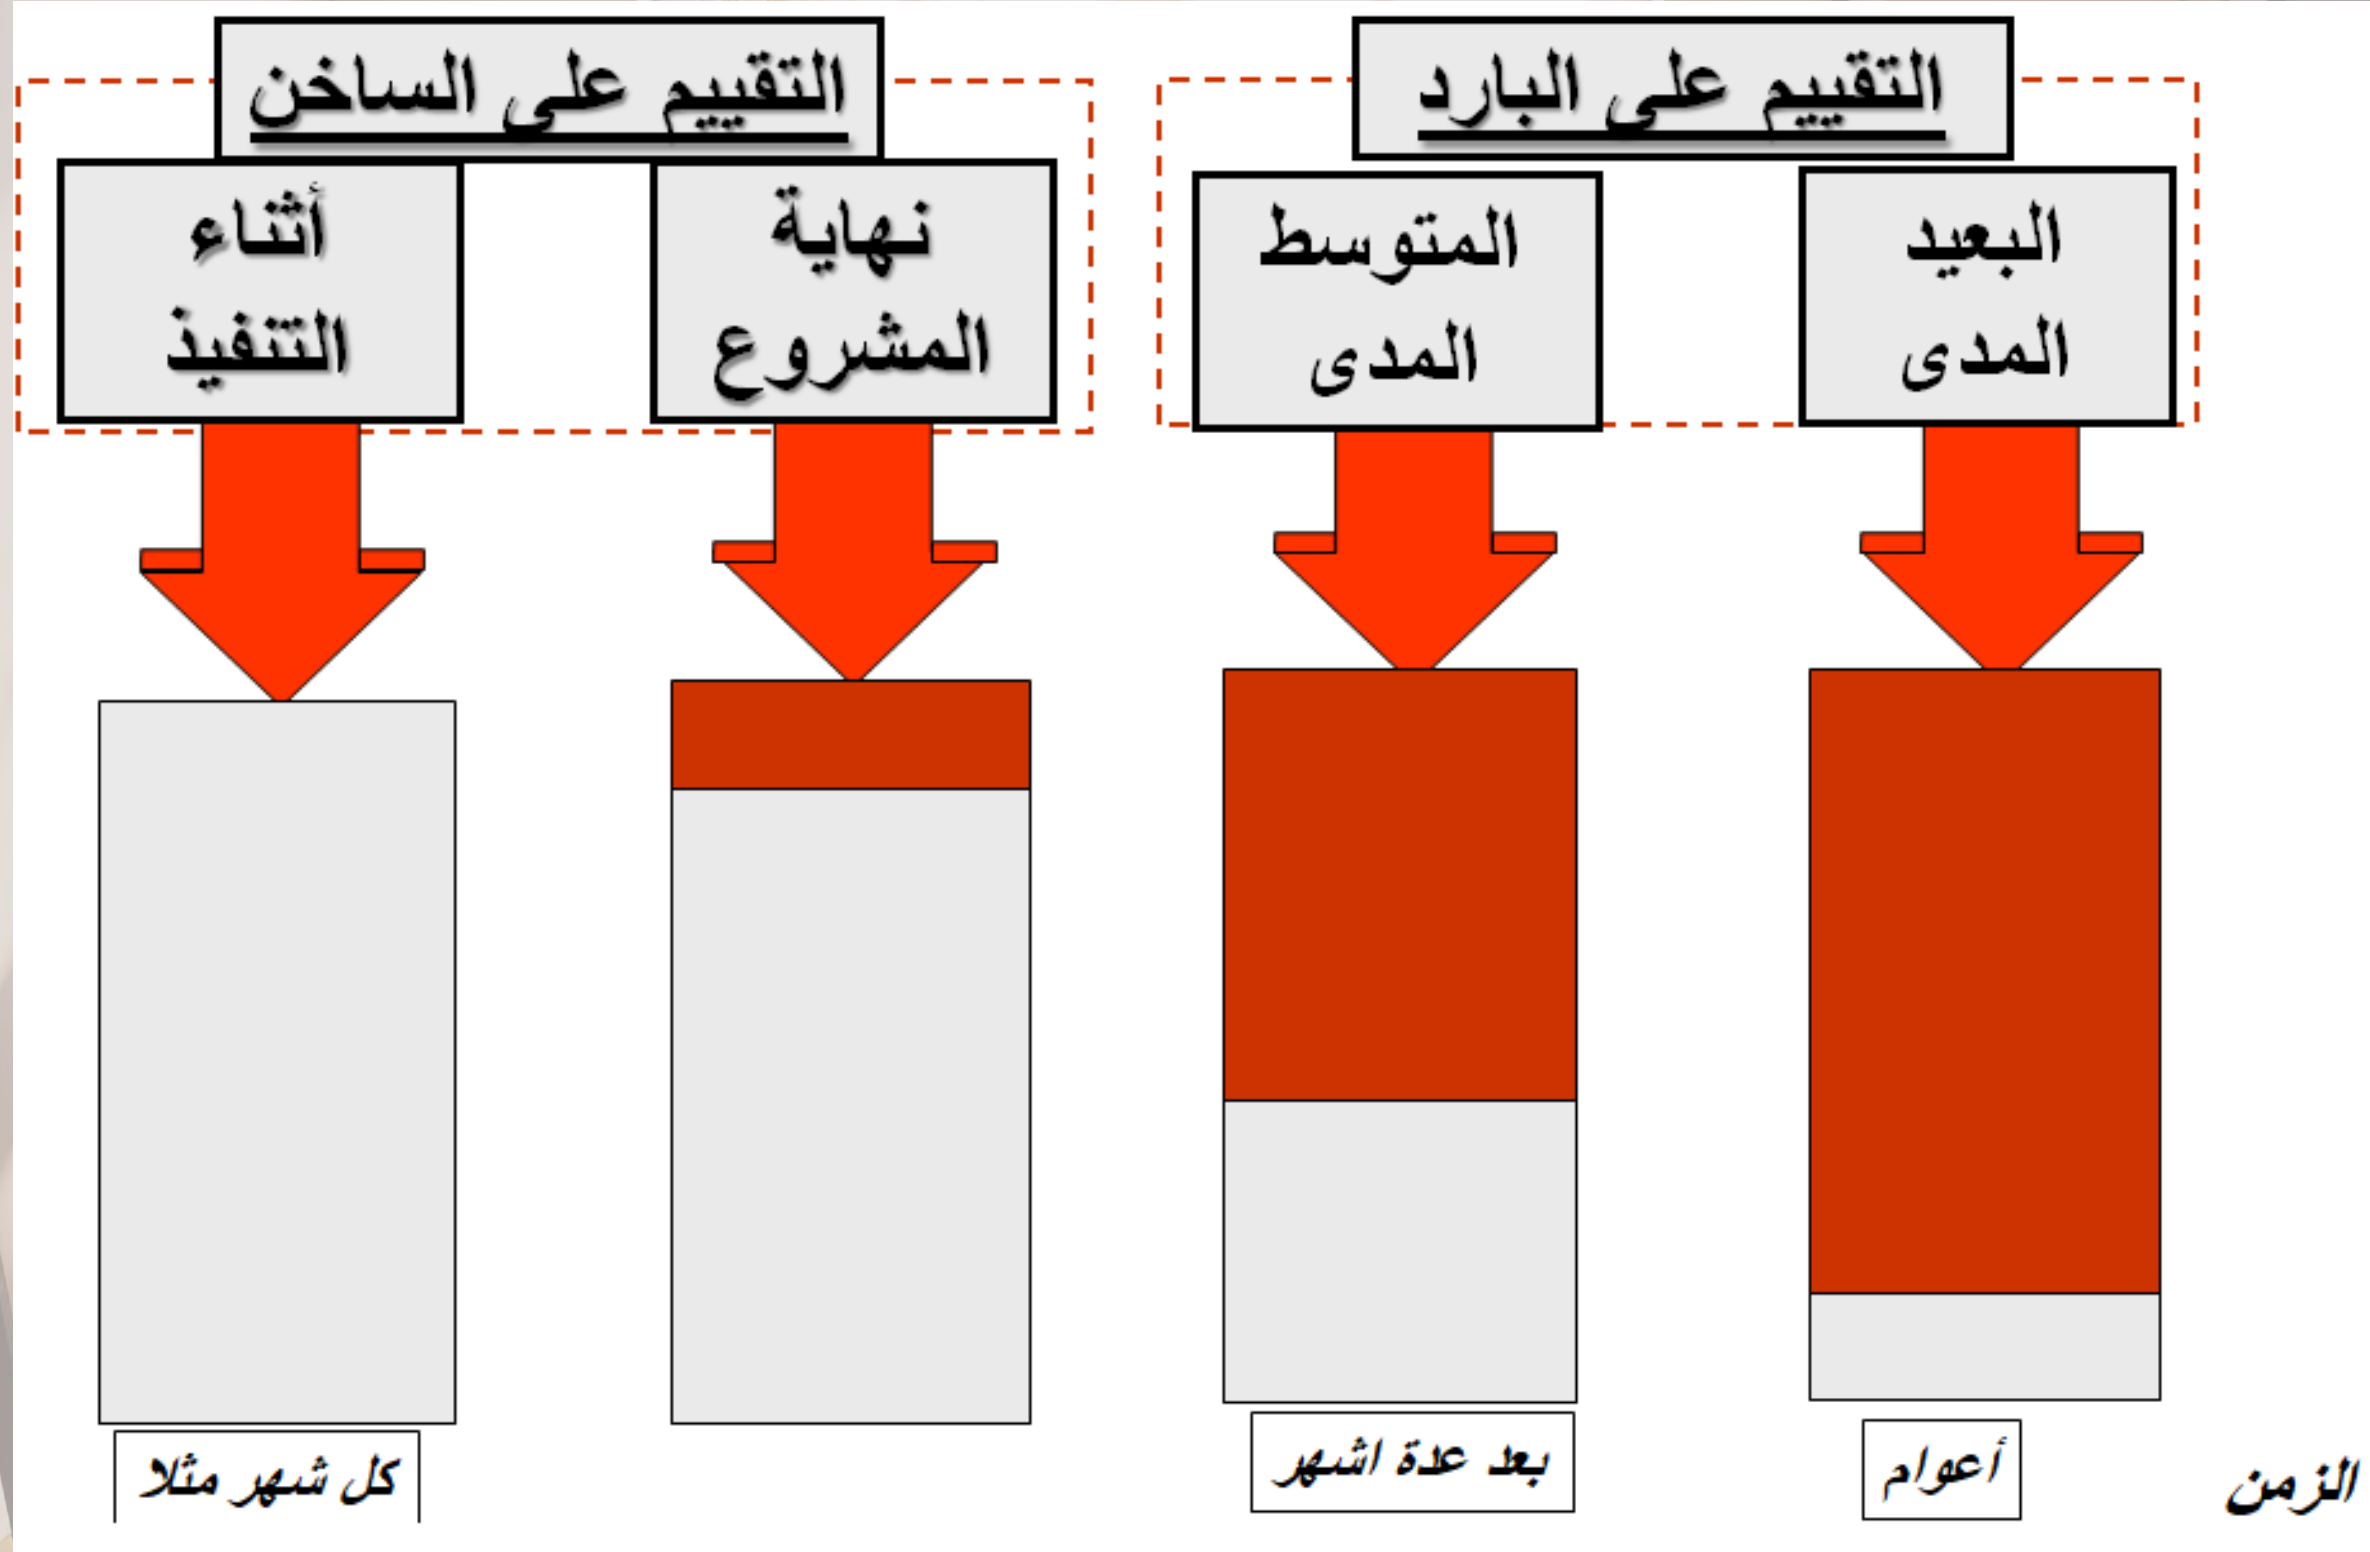 التقييم على البارد
التقييم على الساخن
البعيد
المدى
المتوسط
المدى
نهاية
المشروع
أثناء
التنفيذ
الزمن
أعوام
بعد عدة اشهر
كل شهر مثلا